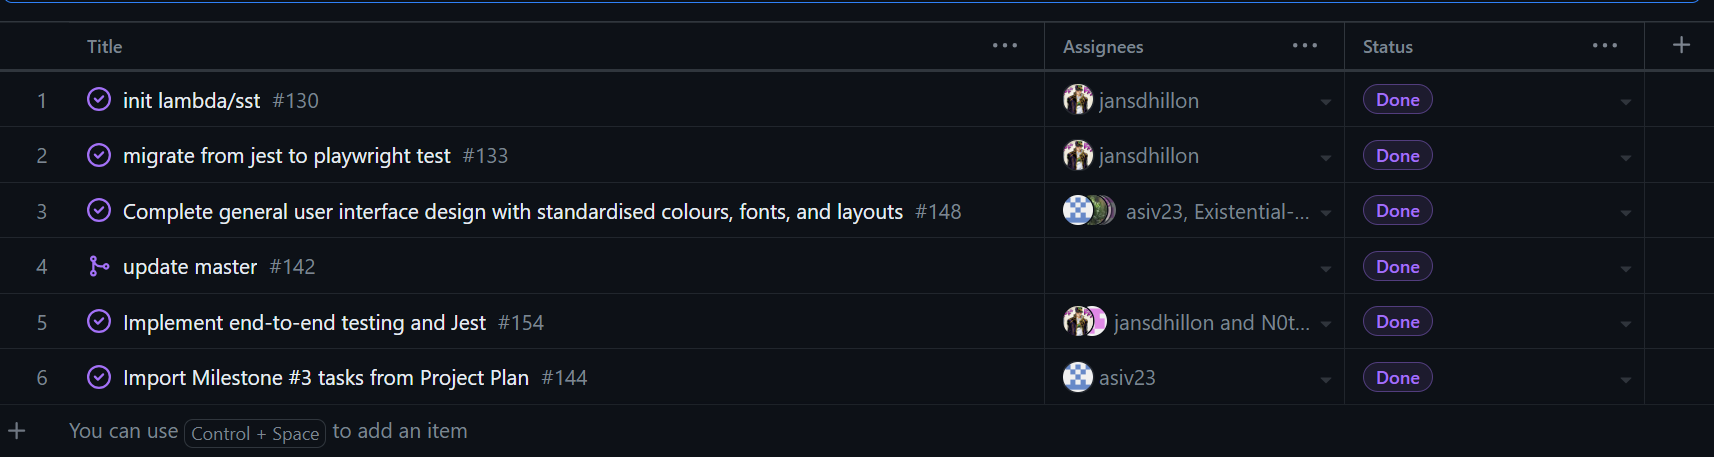 Title ... Assignees ... Status ... +
1 init lambda/sst #130 jansdhillon Done
2 migrate from jest to playwright test #133 jansdhillon Done
3 Complete general user interface design with standardised colours, fonts, and layouts #148 asiv23, Existential-... Done
4 update master #142 Done
5 Implement end-to-end testing and Jest #154 jansdhillon and N0t... Done
6 Import Milestone #3 tasks from Project Plan #144 asiv23 Done
+ You can use Control + Space to add an item